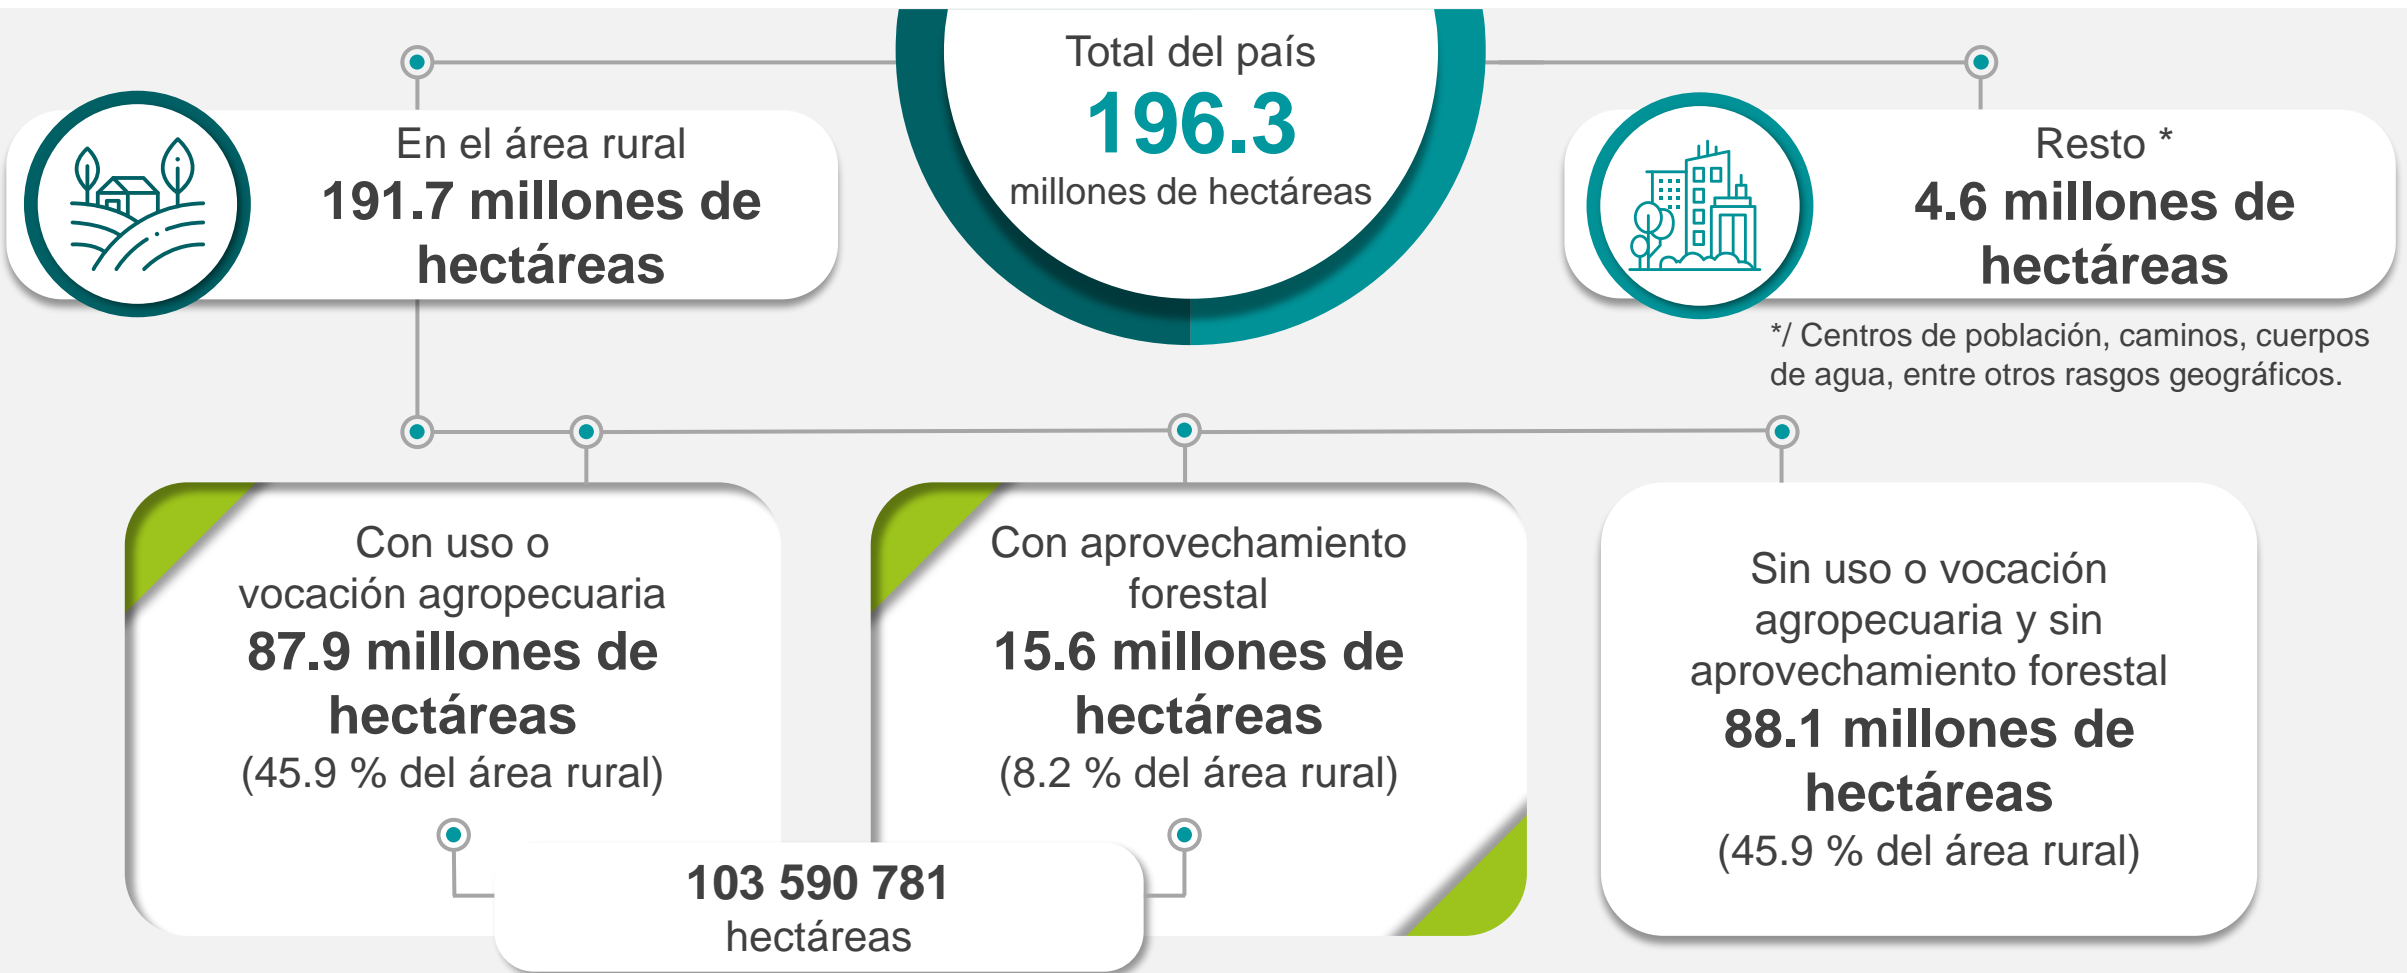 Total del país
196.3
millones de hectáreas
En el área rural
191.7 millones de
hectáreas
Resto *
4.6 millones de
hectáreas
*/ Centros de población, caminos, cuerpos
de agua, entre otros rasgos geográficos.
Con uso o
vocación agropecuaria
87.9 millones de
hectáreas
(45.9 % del área rural)
Con aprovechamiento
forestal
15.6 millones de
hectáreas
(8.2 % del área rural)
Sin uso o vocación
agropecuaria y sin
aprovechamiento forestal
88.1 millones de
hectáreas
(45.9 % del área rural)
103 590 781
hectáreas